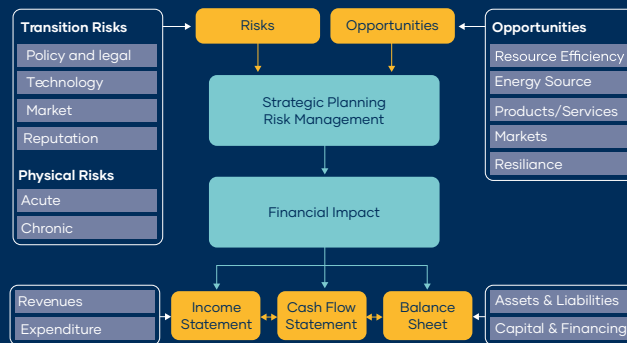 Transition Risks
Policy and legal
Technology
Market
Reputation
Physical Risks
Acute
Chronic
Risks
Opportunities
Opportunities
Resource Efficiency
Energy Source
Products/Services
Markets
Resiliance
Strategic Planning
Risk Management
Financial Impact
Revenues
Expenditure
Income
Statement
Cash Flow
Statement
Balance
Sheet
Assets & Liabilities
Capital & Financing